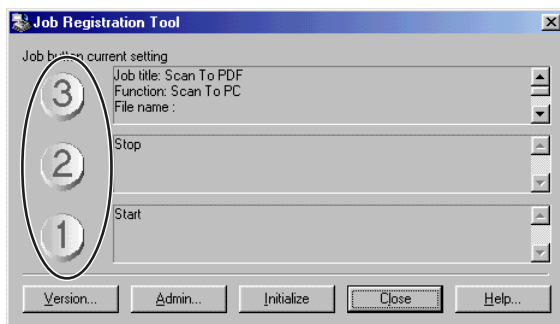 Job Registration Tool
Job button current setting
3
Job title: Scan To PDF
Function: Scan To PC
File name :
2
Stop
1
Start
Version...
Admin...
Initialize
Close
Help...